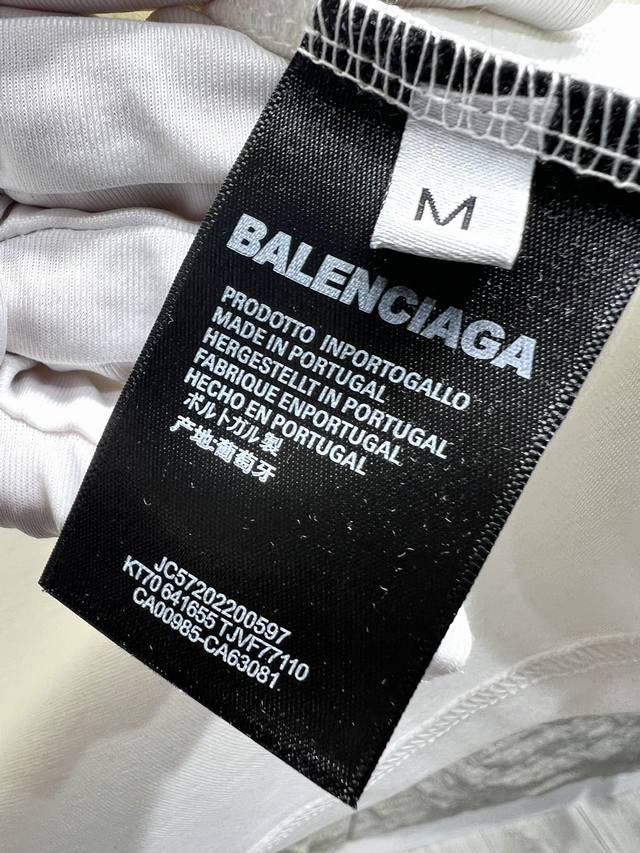 M
BALENCIAGA
PRODOTTO INPORTOGALLO
MADE IN PORTUGAL
HERGESTELLT IN PORTUGAL
FABRIQUE ENPORTUGAL
HECHO EN PORTUGAL
ポルトガル製
产地:葡萄牙
JC57202200597
KT70 641655 TJVF77110
CA00985-CA63081